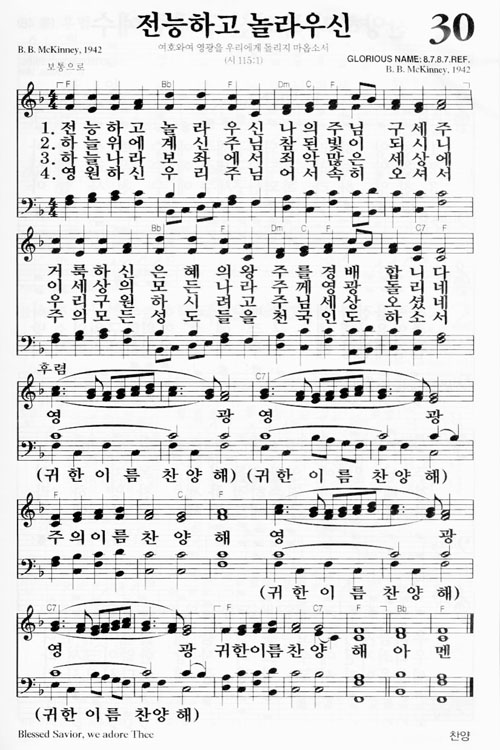 전능하고 놀라우신
30
B. B. McKinney, 1942
여호와여 영광을 우리에게 돌리지 마옵소서
(시 115:1)
GLORIOUS NAME: 8.7.8.7.REF.
B. B. McKinney, 1942
보통으로
F Bb F Dm C F
1. 전능하고 놀라우신 나의주님 구세주
2. 하늘위에 계신주님 참된빛이 되시니
3. 하늘나라 보좌에서 죄악많은 세상에
4. 영원하신 우리주님 어서속히 오셔서
Bb F Dm C F
거룩하신 은혜의왕 주를경배 합니다
이세상의 모든나라 주께영광 돌리네
우리구원 하시려고 주님세상 오셨네
주의모든 성도들을 천국인도 하소서
후렴
C7
영광 영광
(귀한이름찬양해) (귀한이름찬양해)
F C F
주의이름 찬양해 영광
(귀한이름찬양해)
C7 F C7 F Bb F
영광 귀한이름찬양해 아멘
(귀한이름찬양해)
Blessed Savior, we adore Thee
찬양